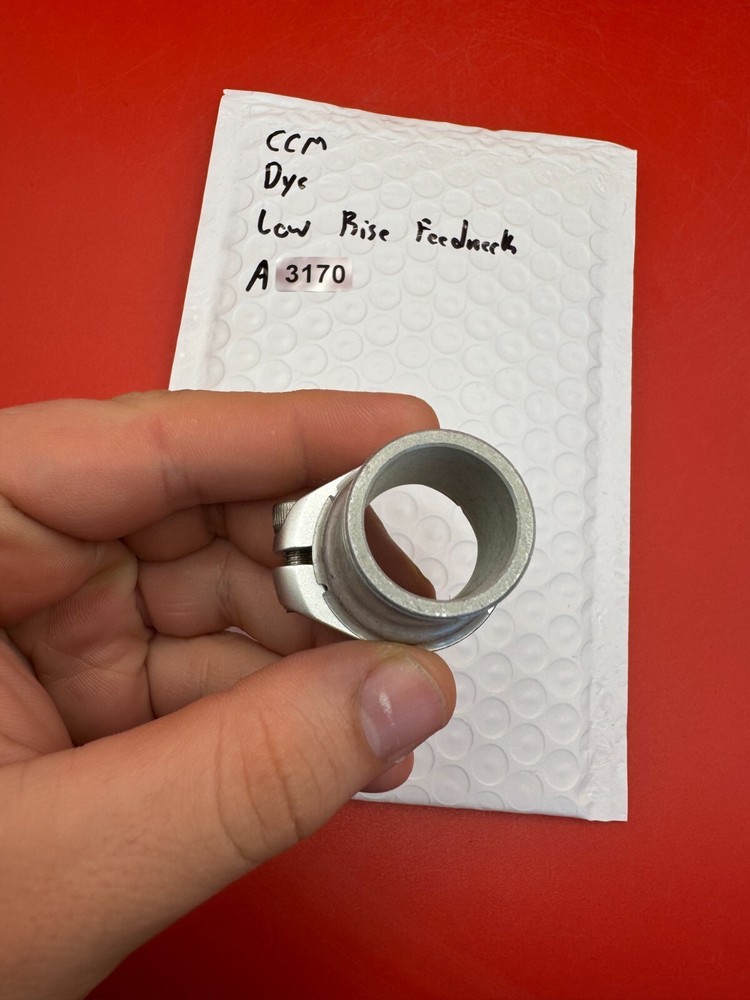 CCM
Dye
Low Rise Feedneck
A 3170